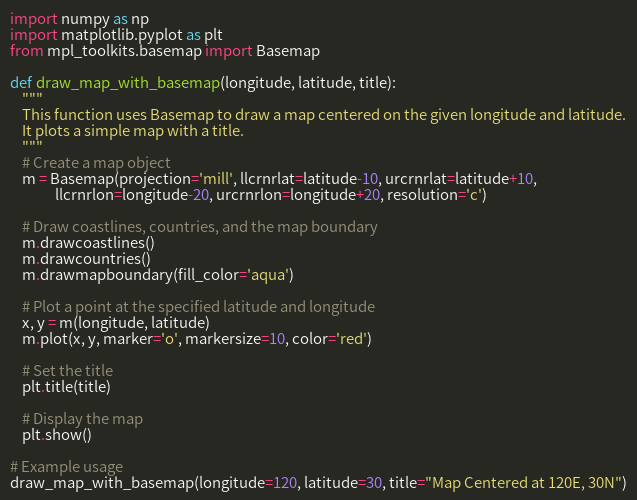 import numpy as np
import matplotlib.pyplot as plt
from mpl_toolkits.basemap import Basemap

def draw_map_with_basemap(longitude, latitude, title):
    """
    This function uses Basemap to draw a map centered on the given longitude and latitude.
    It plots a simple map with a title.
    """
    # Create a map object
    m = Basemap(projection='mill', llcrnrlat=latitude-10, urcrnrlat=latitude+10,
                llcrnrlon=longitude-20, urcrnrlon=longitude+20, resolution='c')

    # Draw coastlines, countries, and the map boundary
    m.drawcoastlines()
    m.drawcountries()
    m.drawmapboundary(fill_color='aqua')

    # Plot a point at the specified latitude and longitude
    x, y = m(longitude, latitude)
    m.plot(x, y, marker='o', markersize=10, color='red')

    # Set the title
    plt.title(title)

    # Display the map
    plt.show()

# Example usage
draw_map_with_basemap(longitude=120, latitude=30, title="Map Centered at 120E, 30N")